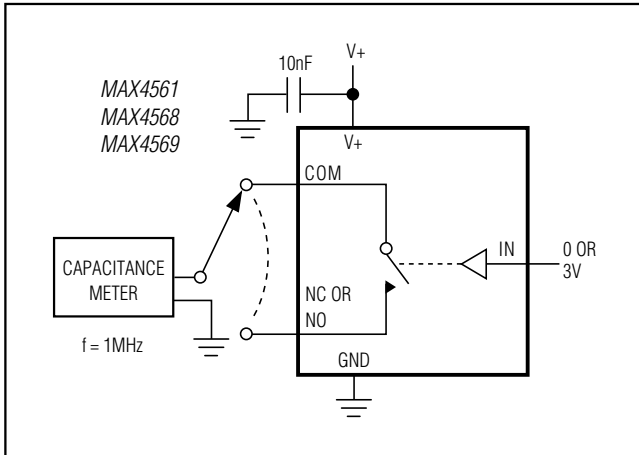 10nF
V+
MAX4561
MAX4568
MAX4569
V+
COM
CAPACITANCE
METER
IN
0 OR
3V
NC OR
NO
f = 1MHz
GND